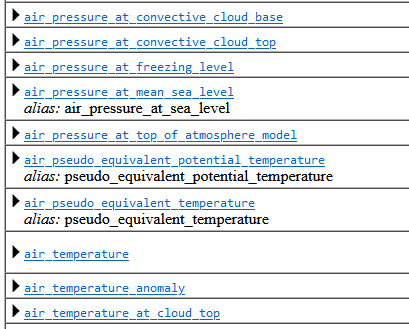 air_pressure_at_convective_cloud_base
air_pressure_at_convective_cloud_top
air_pressure_at_freezing_level
air_pressure_at_mean_sea_level
alias: air_pressure_at_sea_level
air_pressure_at_top_of_atmosphere_model
air_pseudo_equivalent_potential_temperature
alias: pseudo_equivalent_potential_temperature
air_pseudo_equivalent_temperature
alias: pseudo_equivalent_temperature
air_temperature
air_temperature_anomaly
air_temperature_at_cloud_top